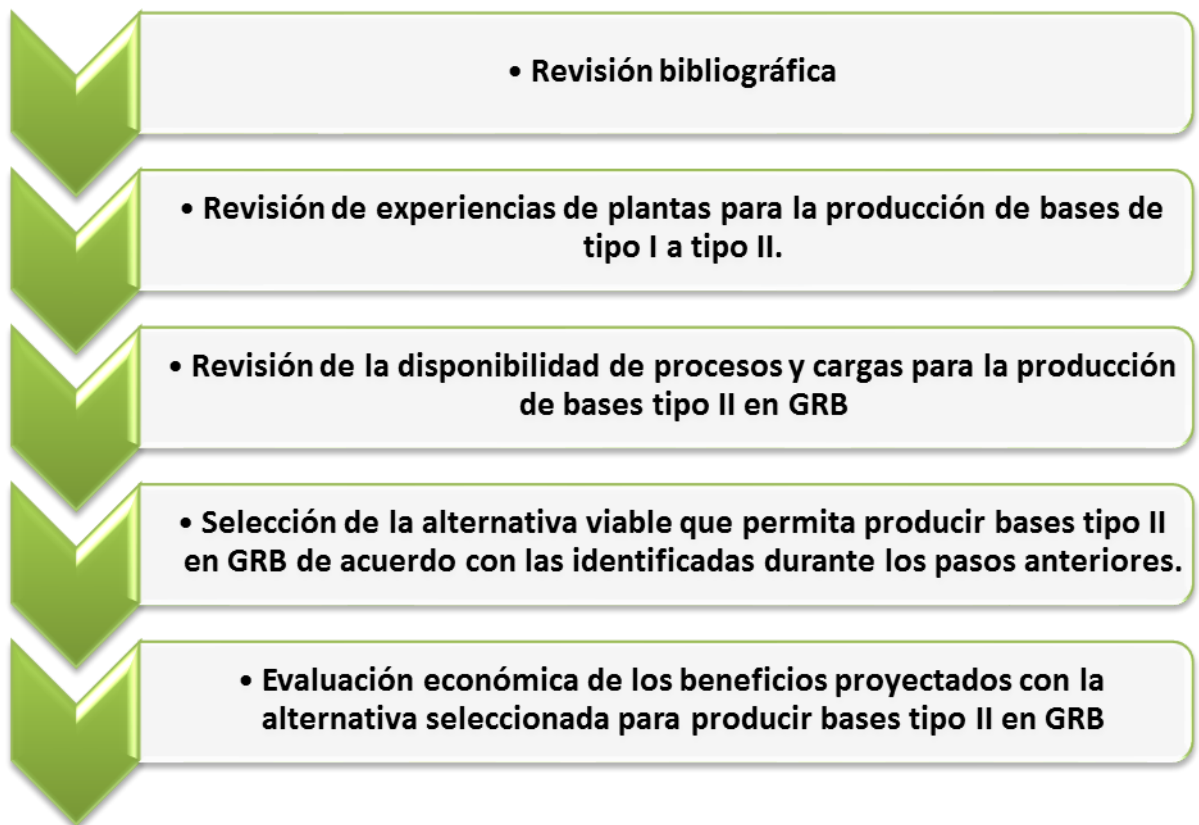 • Revisión bibliográfica
• Revisión de experiencias de plantas para la producción de bases de
tipo I a tipo II.
• Revisión de la disponibilidad de procesos y cargas para la producción
de bases tipo II en GRB
• Selección de la alternativa viable que permita producir bases tipo II
en GRB de acuerdo con las identificadas durante los pasos anteriores.
• Evaluación económica de los beneficios proyectados con la
alternativa seleccionada para producir bases tipo II en GRB